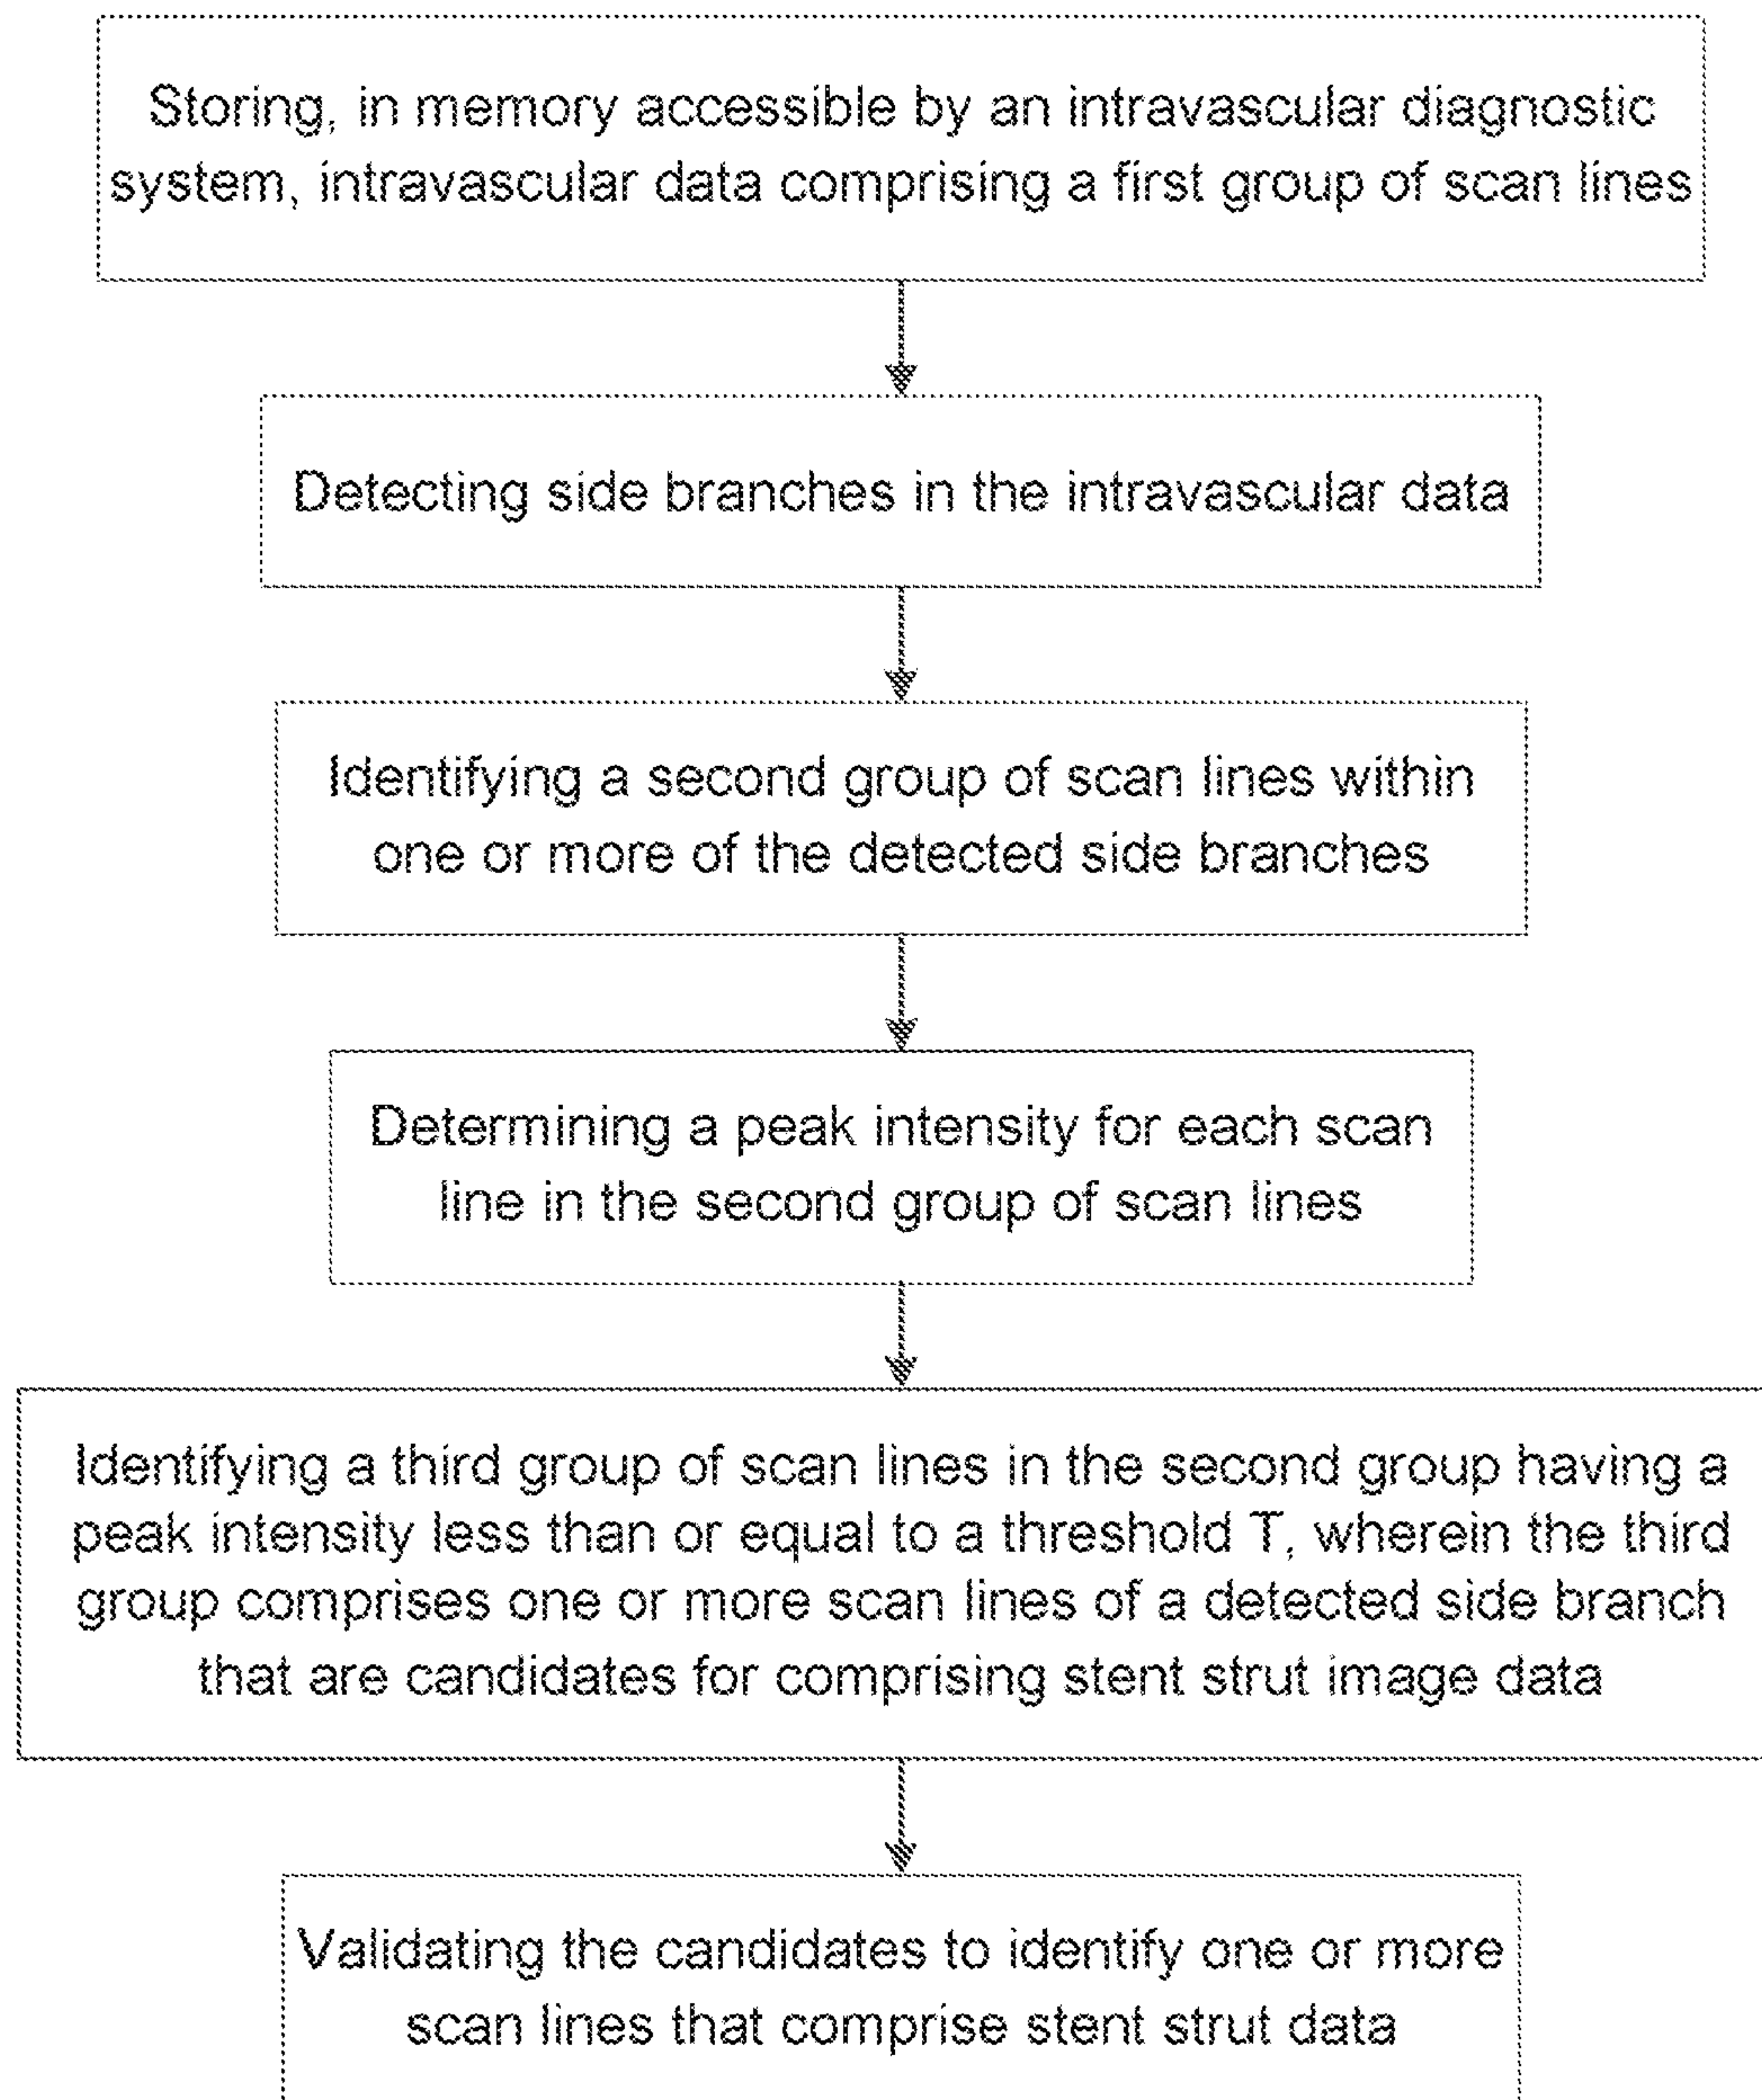 Storing, in memory accessible by an intravascular diagnostic
system, intravascular data comprising a first group of scan lines
Detecting side branches in the intravascular data
Identifying a second group of scan lines within
one or more of the detected side branches
Determining a peak intensity for each scan
line in the second group of scan lines
Identifying a third group of scan lines in the second group having a
peak intensity less than or equal to a threshold T, wherein the third
group comprises one or more scan lines of a detected side branch
that are candidates for comprising stent strut image data
Validating the candidates to identify one or more
scan lines that comprise stent strut data